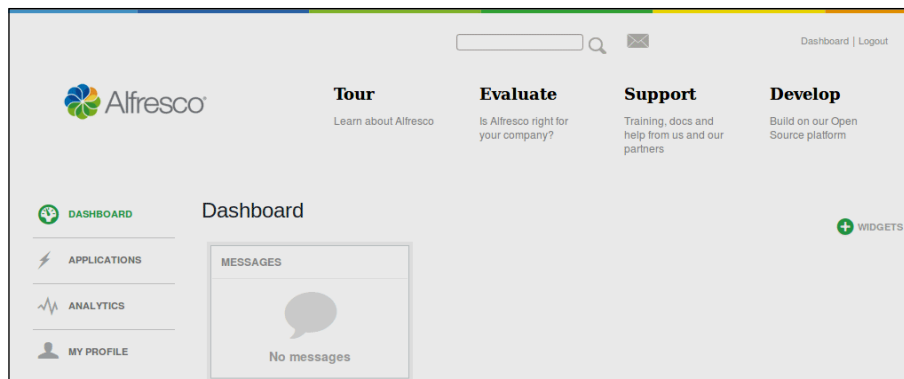 Dashboard | Logout
Alfresco
Tour
Learn about Alfresco
Evaluate
Is Alfresco right for
your company?
Support
Training, docs and
help from us and our
partners
Develop
Build on our Open
Source platform
DASHBOARD
APPLICATIONS
ANALYTICS
MY PROFILE
Dashboard
WIDGETS
MESSAGES
No messages